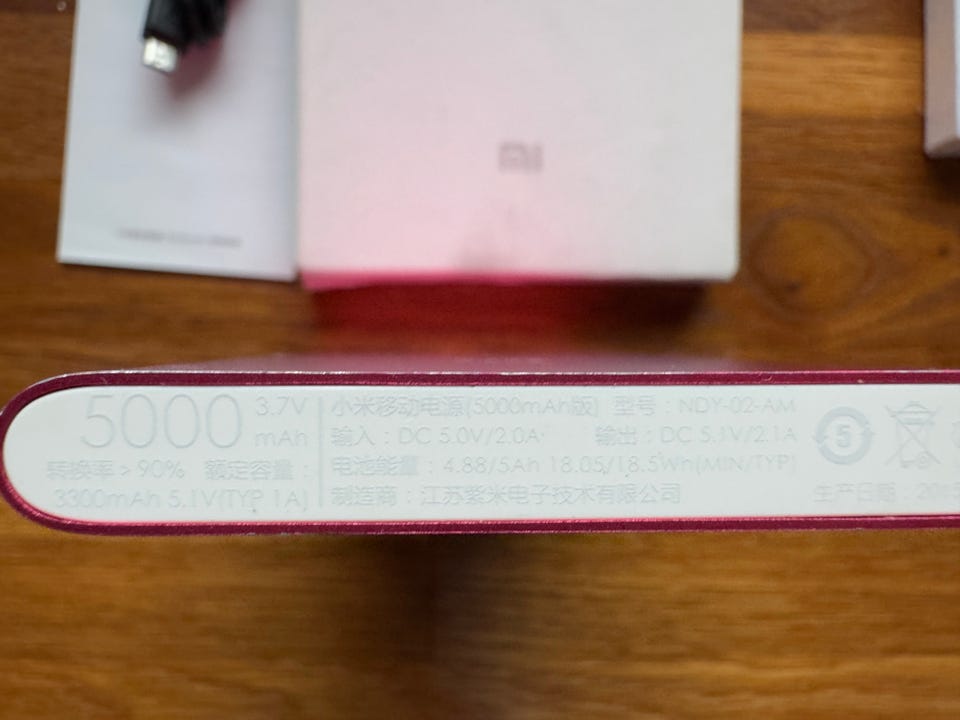 MI
5000 3.7V mAh
转换率＞90% 额定容量：
3300mAh 5.1V(TYP 1A)
小米移动电源(5000mAh版) 型号：NDY-02-AM
输入：DC 5.0V/2.0A 输出：DC 5.1V/2.1A
电池能量：4.88/5Ah 18.05/18.5Wh(MIN/TYP)
制造商：江苏紫米电子技术有限公司
5
生产日期：